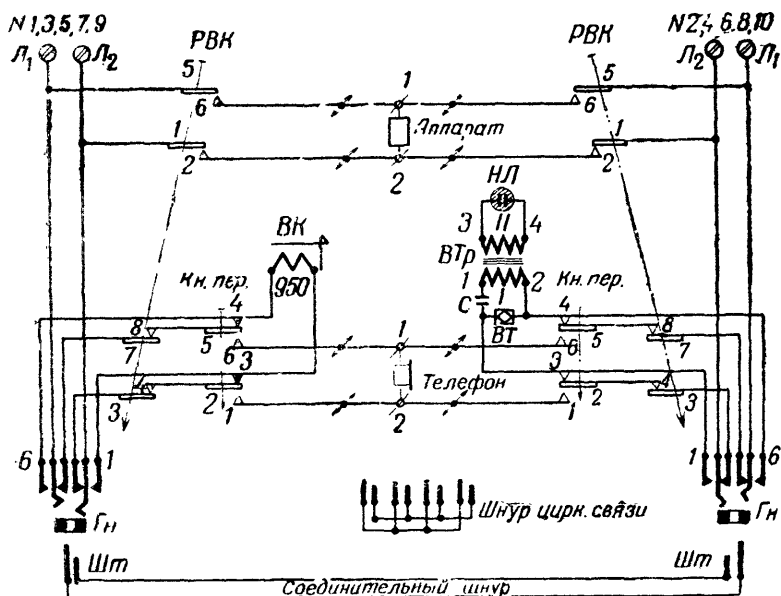 N 1,3,5,7,9
РВК
РВК
N 2,4,6,8,10
Л1
Л2
Л2
Л1
5
6
1
5
6
Аппарат
1
2
2
1
2
НЛ
3
II
4
ВК
ВТр
950
1
I
2
Кн. пер.
Кн. пер.
4
С
ВТ
4
8
7
5
6
3
1
6
5
8
7
3
4
2
1
Телефон
2
3
1
2
4
3
6
1
1
6
Гн
Шнур цирк. связи
Гн
Шт
Шт
Соединительный шнур